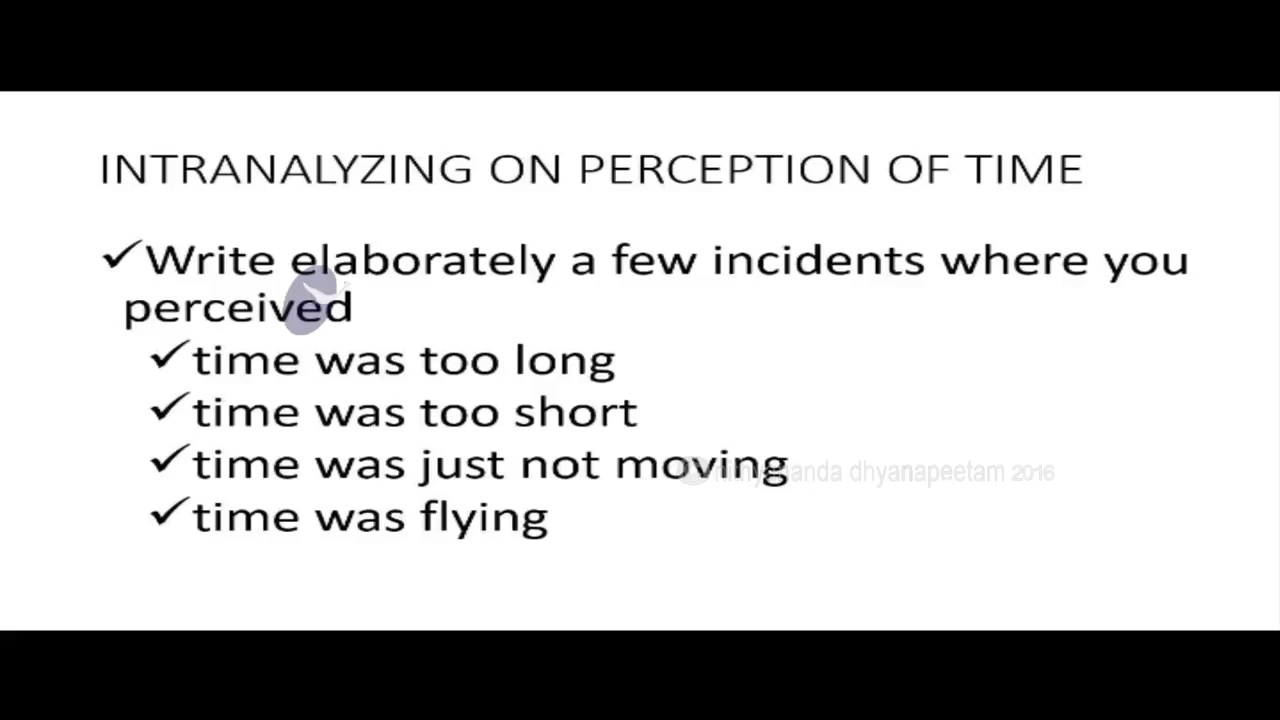 INTRANALYZING ON PERCEPTION OF TIME
✓Write elaborately a few incidents where you
perceived
✓time was too long
✓time was too short
✓time was just not moving
nithyananda dhyanapeetam 2016
✓time was flying